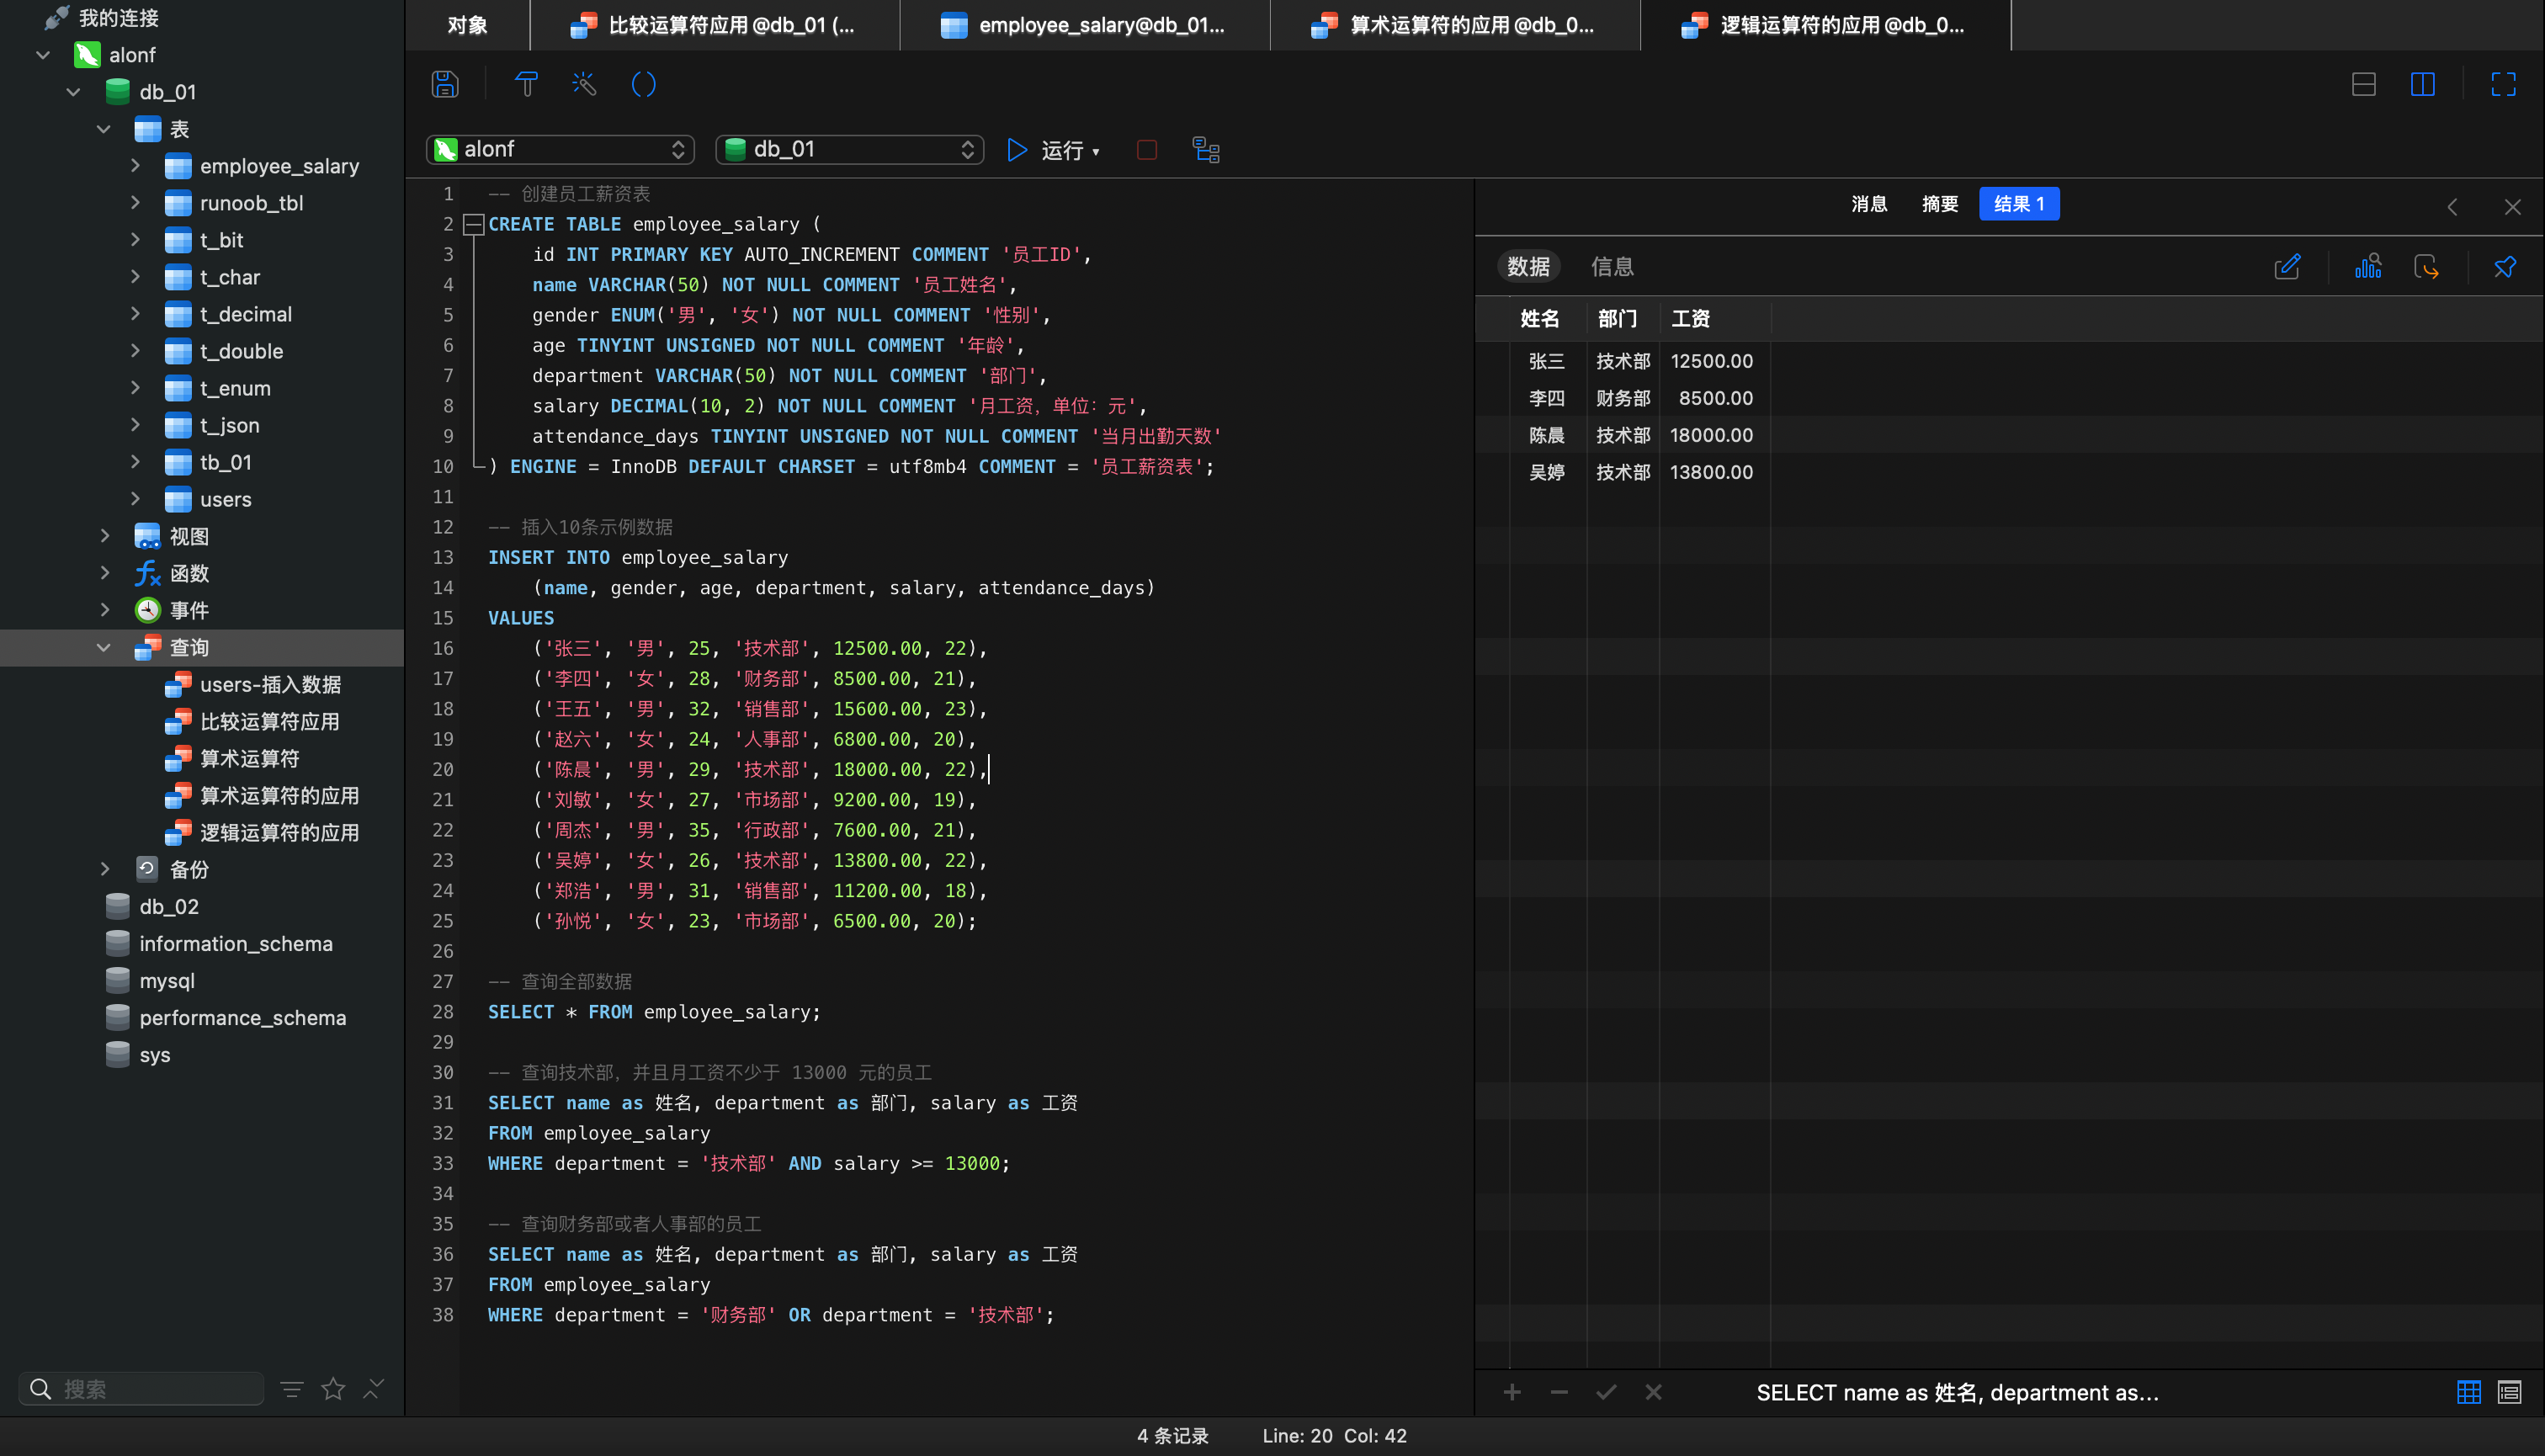 我的连接
alonf
db_01
表
employee_salary
runoob_tbl
t_bit
t_char
t_decimal
t_double
t_enum
t_json
tb_01
users
视图
函数
事件
查询
users-插入数据
比较运算符应用
算术运算符
算术运算符的应用
逻辑运算符的应用
备份
db_02
information_schema
mysql
performance_schema
sys
搜索
对象
比较运算符应用 @db_01 (...
employee_salary@db_01...
算术运算符的应用 @db_0...
逻辑运算符的应用 @db_0...
alonf
db_01
运行
1 -- 创建员工薪资表
2 CREATE TABLE employee_salary (
3 id INT PRIMARY KEY AUTO_INCREMENT COMMENT '员工ID',
4 name VARCHAR(50) NOT NULL COMMENT '员工姓名',
5 gender ENUM('男', '女') NOT NULL COMMENT '性别',
6 age TINYINT UNSIGNED NOT NULL COMMENT '年龄',
7 department VARCHAR(50) NOT NULL COMMENT '部门',
8 salary DECIMAL(10, 2) NOT NULL COMMENT '月工资，单位：元',
9 attendance_days TINYINT UNSIGNED NOT NULL COMMENT '当月出勤天数'
10 ) ENGINE = InnoDB DEFAULT CHARSET = utf8mb4 COMMENT = '员工薪资表';
11
12 -- 插入10条示例数据
13 INSERT INTO employee_salary
14 (name, gender, age, department, salary, attendance_days)
15 VALUES
16 ('张三', '男', 25, '技术部', 12500.00, 22),
17 ('李四', '女', 28, '财务部', 8500.00, 21),
18 ('王五', '男', 32, '销售部', 15600.00, 23),
19 ('赵六', '女', 24, '人事部', 6800.00, 20),
20 ('陈晨', '男', 29, '技术部', 18000.00, 22),
21 ('刘敏', '女', 27, '市场部', 9200.00, 19),
22 ('周杰', '男', 35, '行政部', 7600.00, 21),
23 ('吴婷', '女', 26, '技术部', 13800.00, 22),
24 ('郑浩', '男', 31, '销售部', 11200.00, 18),
25 ('孙悦', '女', 23, '市场部', 6500.00, 20);
26
27 -- 查询全部数据
28 SELECT * FROM employee_salary;
29
30 -- 查询技术部，并且月工资不少于 13000 元的员工
31 SELECT name as 姓名, department as 部门, salary as 工资
32 FROM employee_salary
33 WHERE department = '技术部' AND salary >= 13000;
34
35 -- 查询财务部或者人事部的员工
36 SELECT name as 姓名, department as 部门, salary as 工资
37 FROM employee_salary
38 WHERE department = '财务部' OR department = '技术部';
消息 摘要 结果 1
数据 信息
姓名 部门 工资
张三 技术部 12500.00
李四 财务部 8500.00
陈晨 技术部 18000.00
吴婷 技术部 13800.00
SELECT name as 姓名, department as...
4 条记录 Line: 20 Col: 42